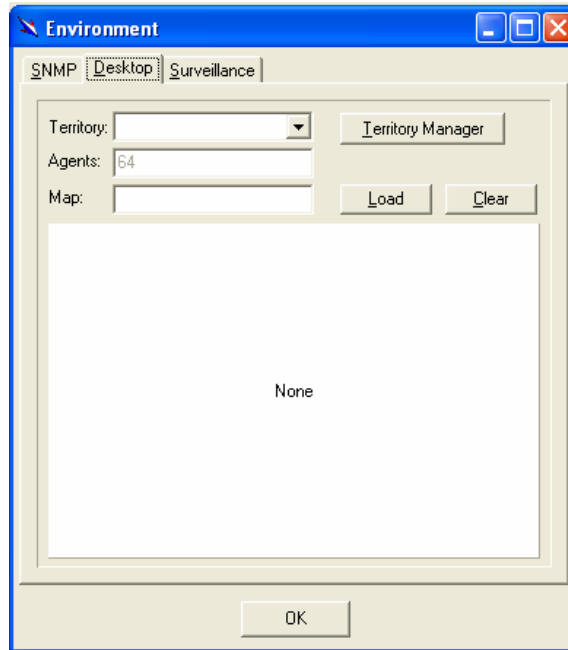 Environment
SNMP Desktop Surveillance
Territory: Territory Manager
Agents: 64
Map: Load Clear
None
OK